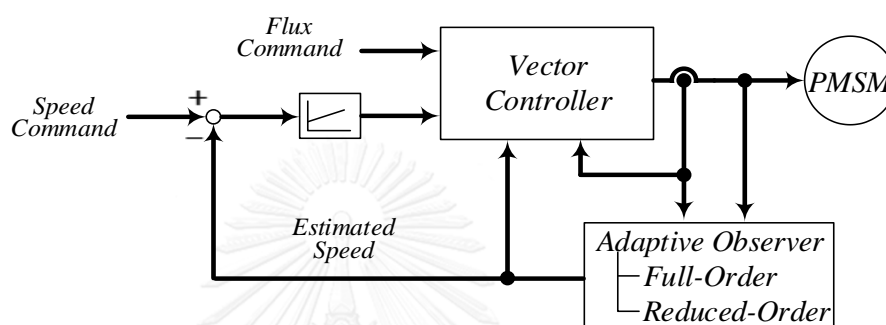 Flux
Command
Vector
Controller
PMSM
Speed
Command
+
−
Estimated
Speed
Adaptive Observer
Full-Order
Reduced-Order